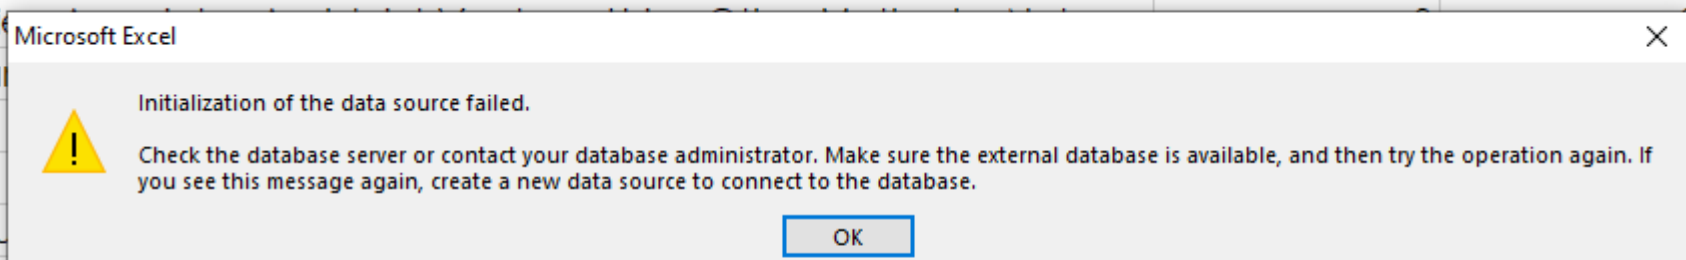 Microsoft Excel
Initialization of the data source failed.
Check the database server or contact your database administrator. Make sure the external database is available, and then try the operation again. If
you see this message again, create a new data source to connect to the database.
OK